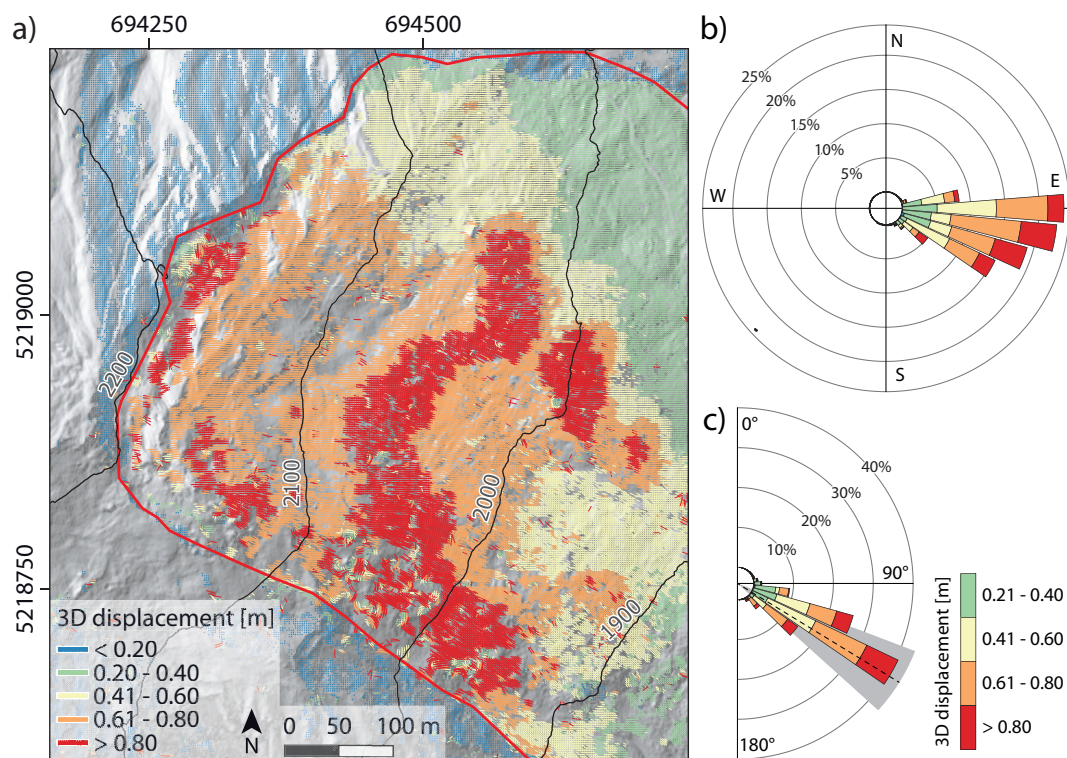 a)
694250
694500
5219000
5218750
2200
2100
2000
1900
3D displacement [m]
< 0.20
0.20 - 0.40
0.41 - 0.60
0.61 - 0.80
> 0.80
N
0 50 100 m
b)
N
25%
20%
15%
10%
5%
W
E
S
c)
0°
40%
30%
20%
10%
90°
180°
3D displacement [m]
0.21 - 0.40
0.41 - 0.60
0.61 - 0.80
> 0.80